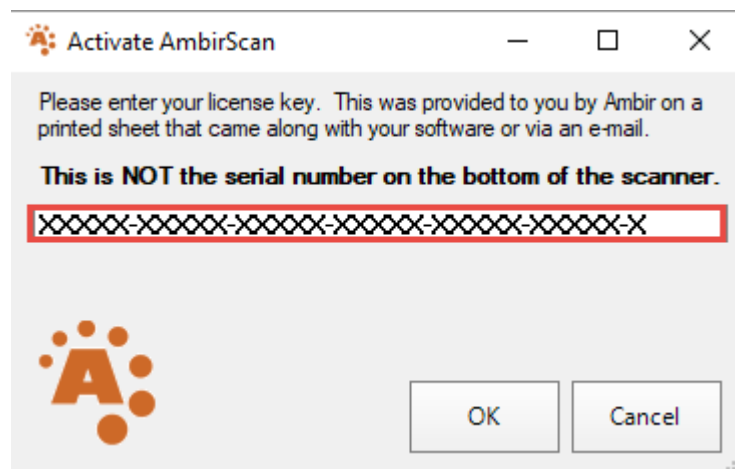 Activate AmbirScan
Please enter your license key. This was provided to you by Ambir on a
printed sheet that came along with your software or via an e-mail.
This is NOT the serial number on the bottom of the scanner.
XXXXX-XXXXX-XXXXX-XXXXX-XXXXX-XXXXX-X
A
OK
Cancel